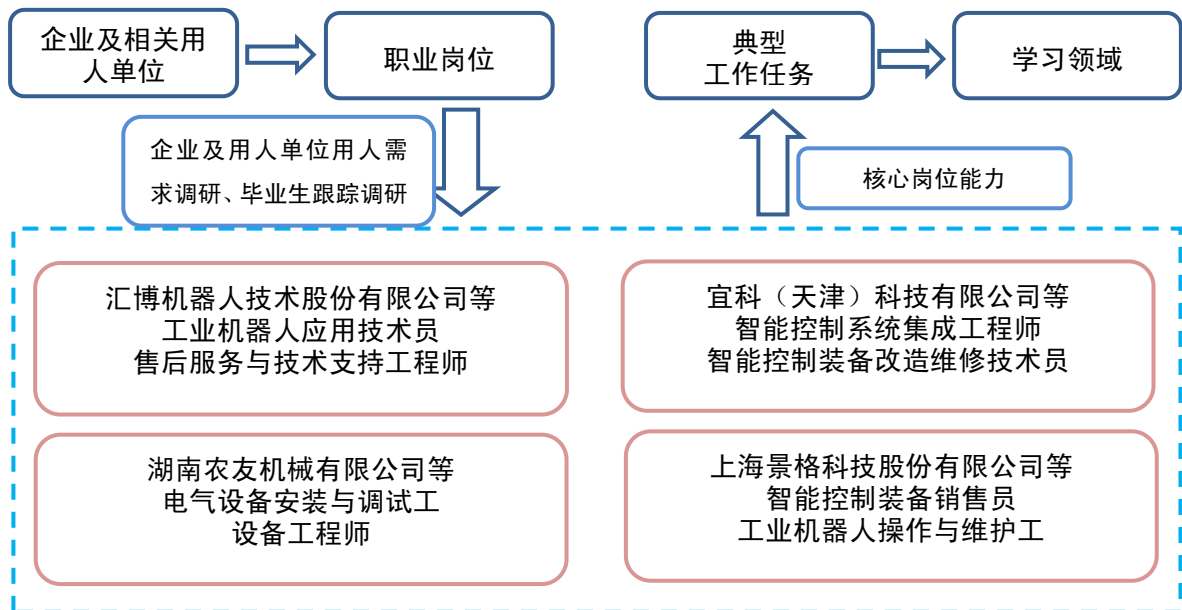 企业及相关用
人单位
职业岗位
典型
工作任务
学习领域
企业及用人单位用人需
求调研、毕业生跟踪调研
核心岗位能力
汇博机器人技术股份有限公司等
工业机器人应用技术员
售后服务与技术支持工程师
宜科（天津）科技有限公司等
智能控制系统集成工程师
智能控制装备改造维修技术员
湖南农友机械有限公司等
电气设备安装与调试工
设备工程师
上海景格科技股份有限公司等
智能控制装备销售员
工业机器人操作与维护工